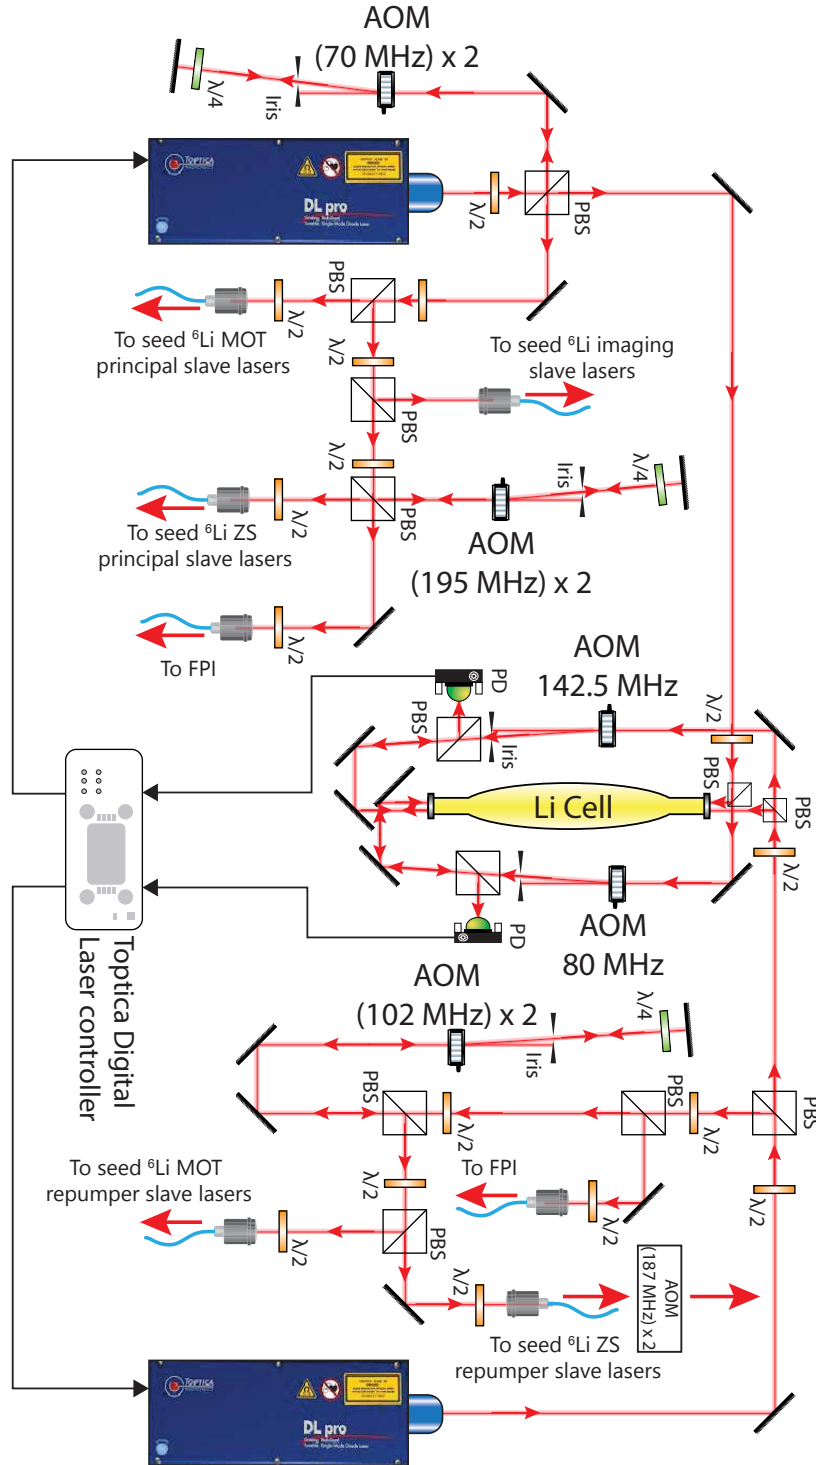 AOM
(70 MHz) x 2
λ/4
Iris
TOPTICA
PHOTONICS
DL pro
λ/2
PBS
PBS
λ/2
To seed ⁶Li MOT
principal slave lasers
λ/2
To seed ⁶Li imaging
slave lasers
PBS
λ/2
λ/4
Iris
λ/2
PBS
To seed ⁶Li ZS
principal slave lasers
AOM
(195 MHz) x 2
λ/2
To FPI
AOM
142.5 MHz
PD
PBS
Iris
λ/2
PBS
Li Cell
PBS
λ/2
PD
AOM
80 MHz
Toptica Digital
Laser controller
AOM
(102 MHz) x 2
λ/4
Iris
PBS
λ/2
PBS
λ/2
PBS
To seed ⁶Li MOT
repumper slave lasers
λ/2
To FPI
λ/2
λ/2
λ/2
PBS
λ/2
AOM
(187 MHz) x 2
To seed ⁶Li ZS
repumper slave lasers
TOPTICA
PHOTONICS
DL pro